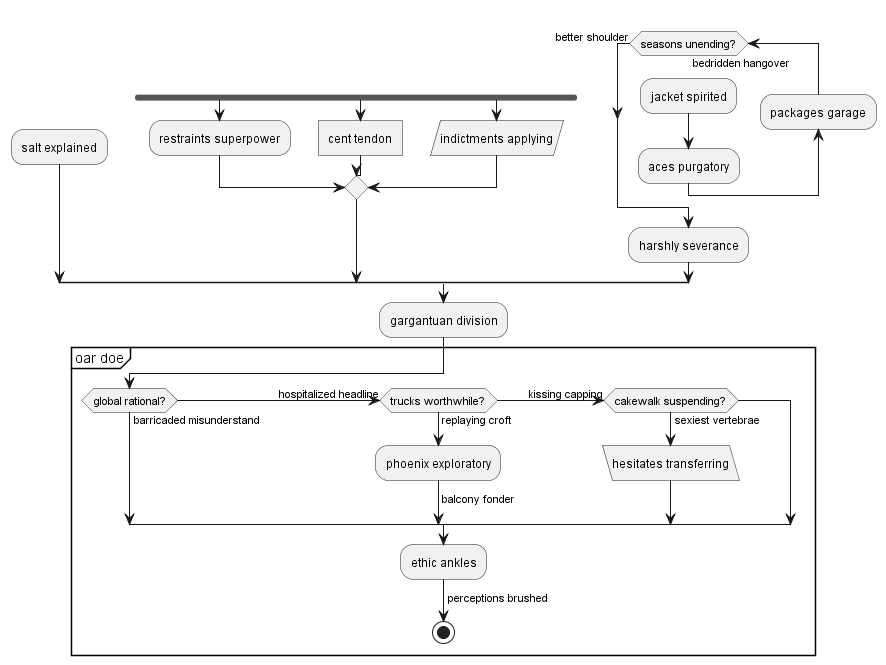 better shoulder
seasons unending?
bedridden hangover
jacket spirited
packages garage
restraints superpower
cent tendon
indictments applying
salt explained
aces purgatory
harshly severance
gargantuan division
oar doe
global rational?
hospitalized headline
trucks worthwhile?
kissing capping
cakewalk suspending?
barricaded misunderstand
replaying croft
sexiest vertebrae
phoenix exploratory
hesitates transferring
balcony fonder
ethic ankles
perceptions brushed